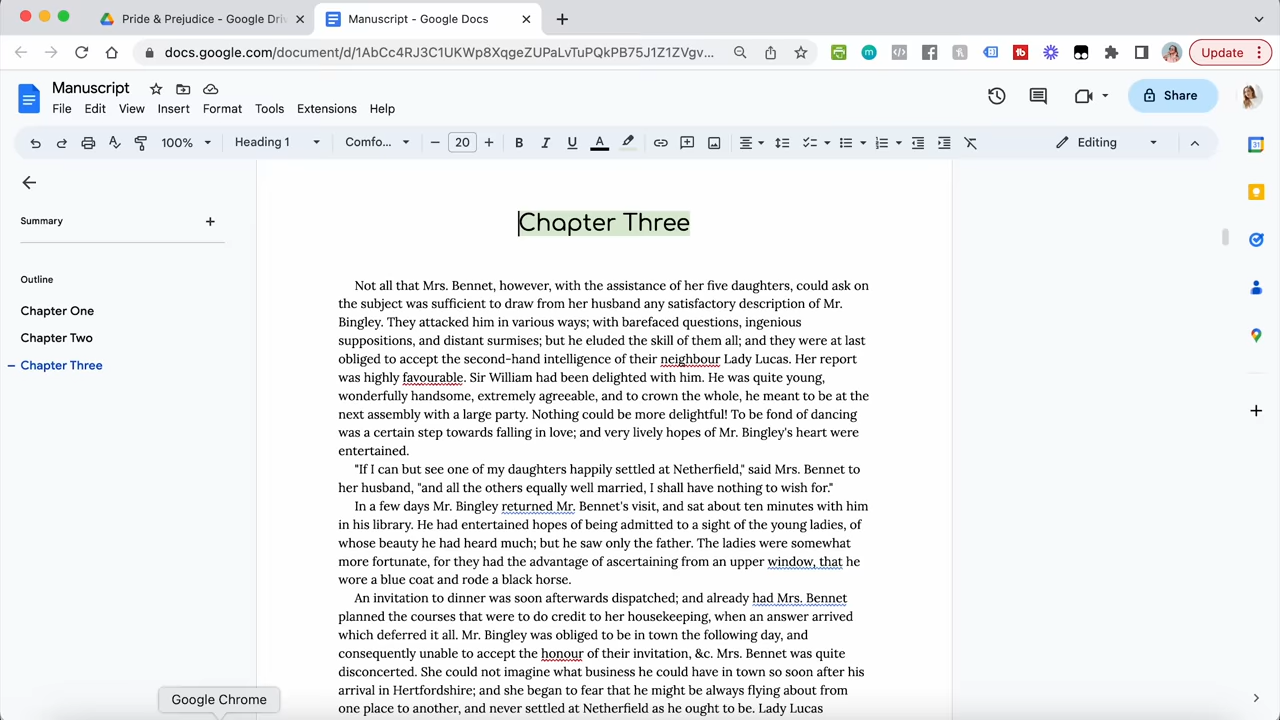 Pride & Prejudice - Google Driv
Manuscript - Google Docs
docs.google.com/document/d/1AbCc4RJ3C1UKWp8XqgeZUPaLvTuPQkPB75J1Z1ZVgv...
Update
Manuscript
File Edit View Insert Format Tools Extensions Help
Share
100% Heading 1 Comfo... 20 B I U A Editing
Summary
Outline
Chapter One
Chapter Two
Chapter Three
Chapter Three
Not all that Mrs. Bennet, however, with the assistance of her five daughters, could ask on
the subject was sufficient to draw from her husband any satisfactory description of Mr.
Bingley. They attacked him in various ways; with barefaced questions, ingenious
suppositions, and distant surmises; but he eluded the skill of them all; and they were at last
obliged to accept the second-hand intelligence of their neighbour Lady Lucas. Her report
was highly favourable. Sir William had been delighted with him. He was quite young,
wonderfully handsome, extremely agreeable, and to crown the whole, he meant to be at the
next assembly with a large party. Nothing could be more delightful! To be fond of dancing
was a certain step towards falling in love; and very lively hopes of Mr. Bingley's heart were
entertained.
"If I can but see one of my daughters happily settled at Netherfield," said Mrs. Bennet to
her husband, "and all the others equally well married, I shall have nothing to wish for."
In a few days Mr. Bingley returned Mr. Bennet's visit, and sat about ten minutes with him
in his library. He had entertained hopes of being admitted to a sight of the young ladies, of
whose beauty he had heard much; but he saw only the father. The ladies were somewhat
more fortunate, for they had the advantage of ascertaining from an upper window, that he
wore a blue coat and rode a black horse.
An invitation to dinner was soon afterwards dispatched; and already had Mrs. Bennet
planned the courses that were to do credit to her housekeeping, when an answer arrived
which deferred it all. Mr. Bingley was obliged to be in town the following day, and
consequently unable to accept the honour of their invitation, &c. Mrs. Bennet was quite
disconcerted. She could not imagine what business he could have in town so soon after his
arrival in Hertfordshire; and she began to fear that he might be always flying about from
one place to another, and never settled at Netherfield as he ought to be. Lady Lucas
Google Chrome
31